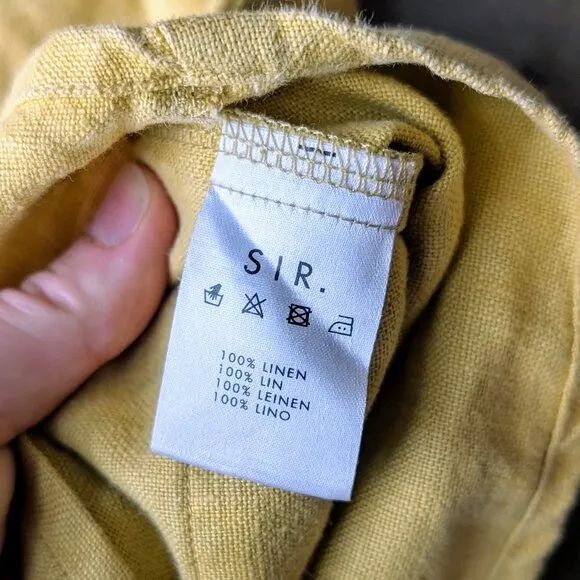 SIR.
100% LINEN
100% LIN
100% LEINEN
100% LINO